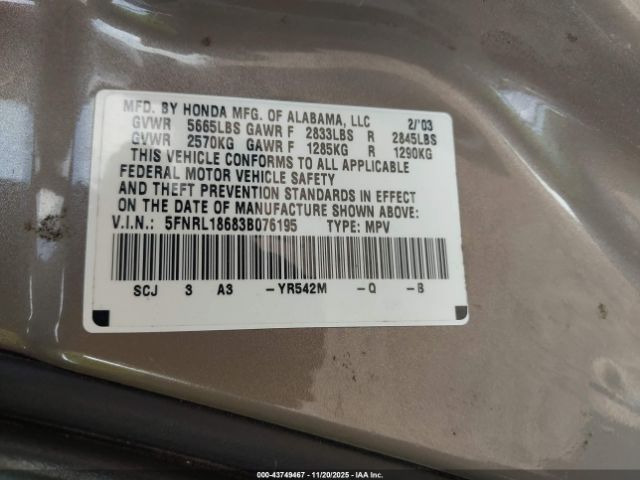 MFD. BY HONDA MFG. OF ALABAMA, LLC 2/'03
GVWR 5665LBS GAWR F 2833LBS R 2845LBS
GVWR 2570KG GAWR F 1285KG R 1290KG
THIS VEHICLE CONFORMS TO ALL APPLICABLE
FEDERAL MOTOR VEHICLE SAFETY
AND THEFT PREVENTION STANDARDS IN EFFECT
ON THE DATE OF MANUFACTURE SHOWN ABOVE:
V.I.N.: 5FNRL18683B076195 TYPE: MPV
SCJ 3 A3 -YR542M -Q -B
000-43749467 - 11/20/2025 - IAAI.COM